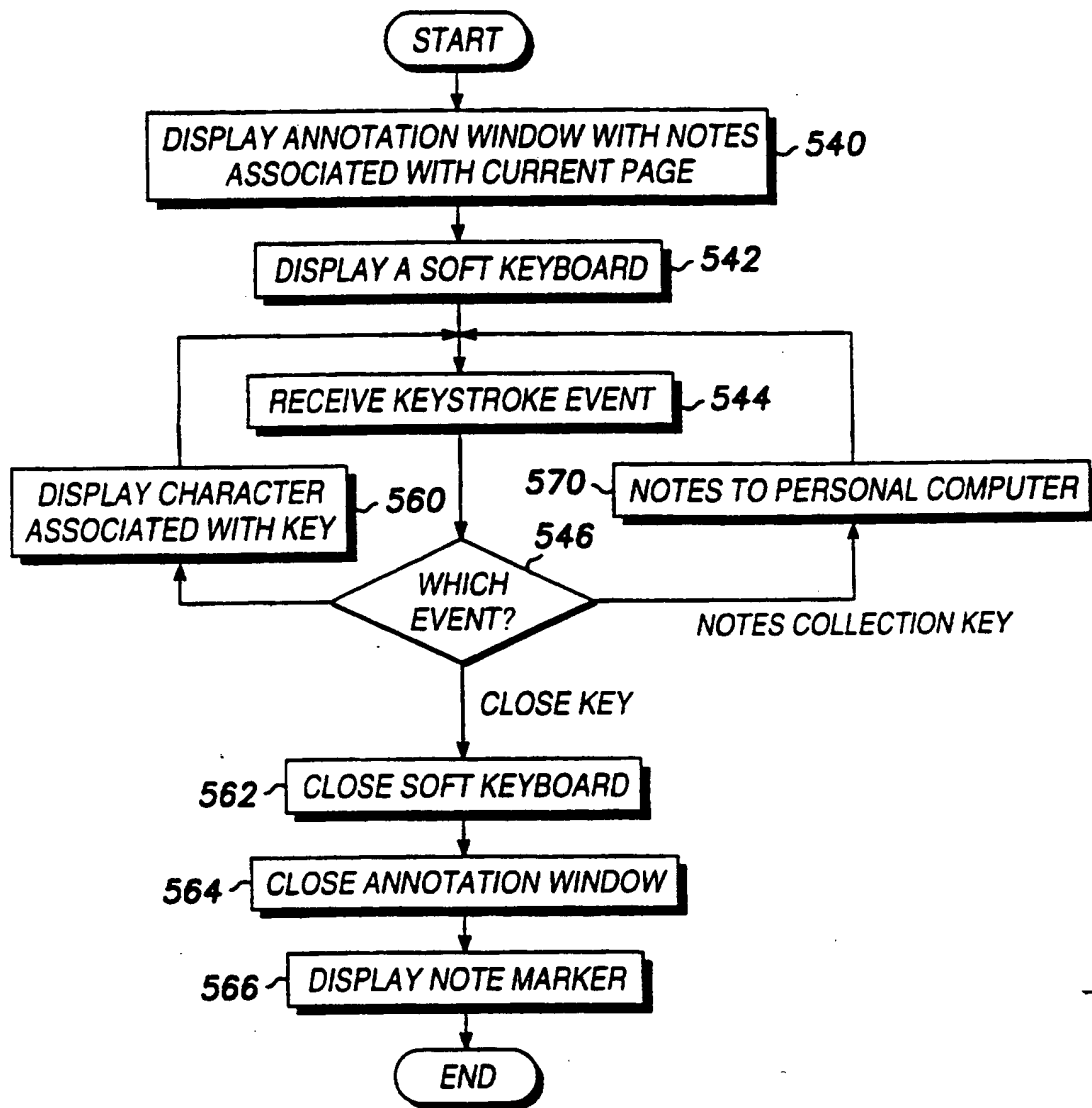 START
DISPLAY ANNOTATION WINDOW WITH NOTES
ASSOCIATED WITH CURRENT PAGE
540
DISPLAY A SOFT KEYBOARD
542
RECEIVE KEYSTROKE EVENT
544
DISPLAY CHARACTER
ASSOCIATED WITH KEY
560
570
NOTES TO PERSONAL COMPUTER
546
WHICH
EVENT?
NOTES COLLECTION KEY
CLOSE KEY
562
CLOSE SOFT KEYBOARD
564
CLOSE ANNOTATION WINDOW
566
DISPLAY NOTE MARKER
END